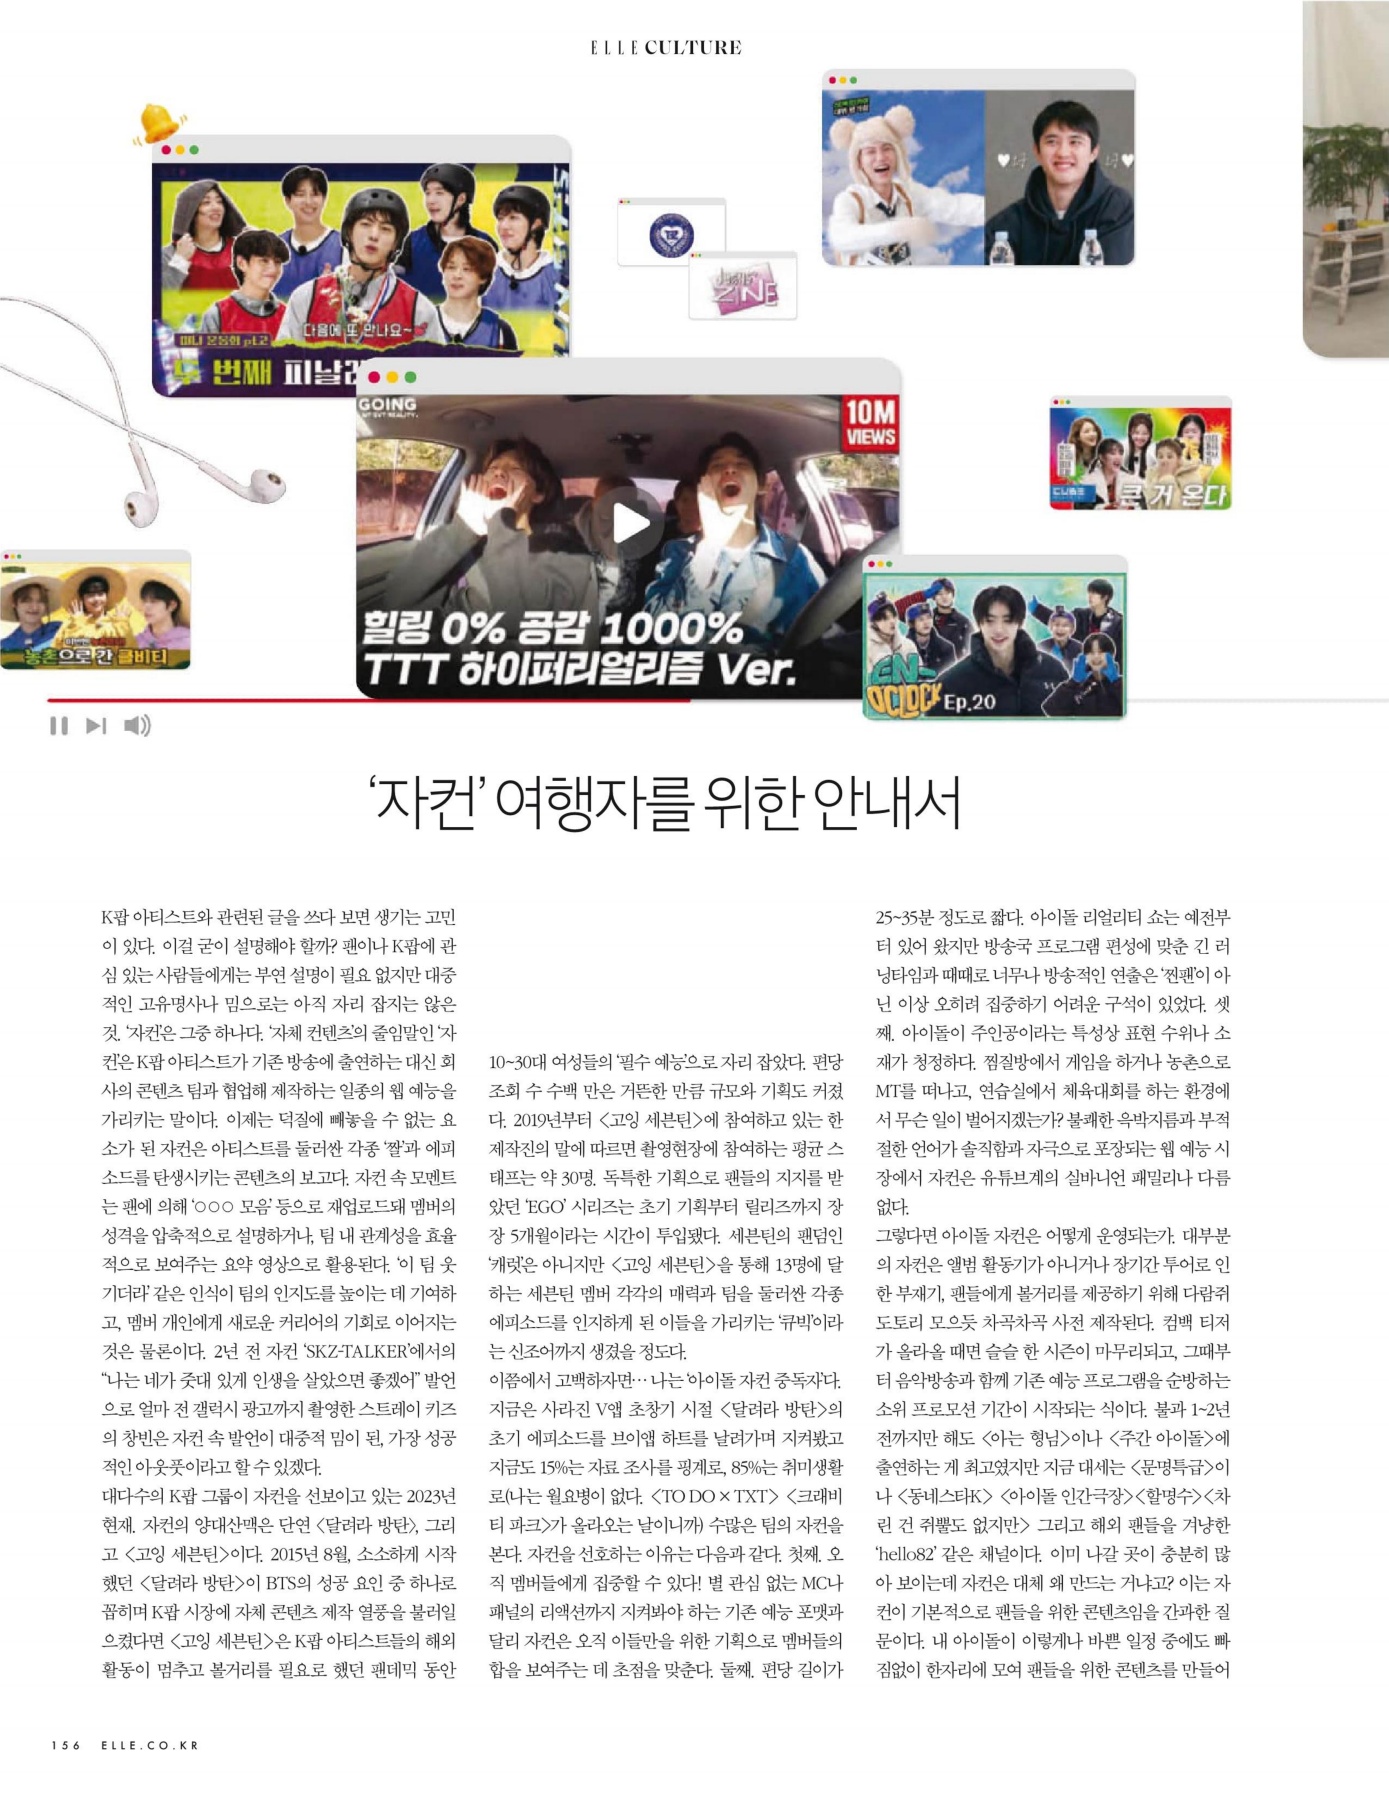 ELLE CULTURE
다음에 또 만나요~
미니 운동회 pt.2
두 번째 피날레
ZINE
GOING
10M
VIEWS
힐링 0% 공감 1000%
TTT 하이퍼리얼리즘 Ver.
큰 거 온다
농촌으로 간 클비티
EN-
O'CLOCK
Ep.20
‘자컨’ 여행자를 위한 안내서
K팝 아티스트와 관련된 글을 쓰다 보면 생기는 고민
이 있다. 이걸 굳이 설명해야 할까? 팬이나 K팝에 관
심 있는 사람들에게는 부연 설명이 필요 없지만 대중
적인 고유명사나 밈으로는 아직 자리 잡지는 않은
것. ‘자컨’은 그중 하나다. ‘자체 컨텐츠’의 줄임말인 ‘자
컨’은 K팝 아티스트가 기존 방송에 출연하는 대신 회
사의 콘텐츠 팀과 협업해 제작하는 일종의 웹 예능을
가리키는 말이다. 이제는 덕질에 빼놓을 수 없는 요
소가 된 자컨은 아티스트를 둘러싼 각종 ‘짤’과 에피
소드를 탄생시키는 콘텐츠의 보고다. 자컨 속 모멘트
는 팬에 의해 ‘○○○ 모음’ 등으로 재업로드돼 멤버의
성격을 압축적으로 설명하거나, 팀 내 관계성을 효율
적으로 보여주는 요약 영상으로 활용된다. ‘이 팀 웃
기더라’ 같은 인식이 팀의 인지도를 높이는 데 기여하
고, 멤버 개인에게 새로운 커리어의 기회로 이어지는
것은 물론이다. 2년 전 자컨 ‘SKZ-TALKER’에서의
“나는 네가 줏대 있게 인생을 살았으면 좋겠어” 발언
으로 얼마 전 갤럭시 광고까지 촬영한 스트레이 키즈
의 창빈은 자컨 속 발언이 대중적 밈이 된, 가장 성공
적인 아웃풋이라고 할 수 있겠다.
대다수의 K팝 그룹이 자컨을 선보이고 있는 2023년
현재. 자컨의 양대산맥은 단연 <달려라 방탄>, 그리
고 <고잉 세븐틴>이다. 2015년 8월, 소소하게 시작
했던 <달려라 방탄>이 BTS의 성공 요인 중 하나로
꼽히며 K팝 시장에 자체 콘텐츠 제작 열풍을 불러일
으켰다면 <고잉 세븐틴>은 K팝 아티스트들의 해외
활동이 멈추고 볼거리를 필요로 했던 팬데믹 동안
10~30대 여성들의 ‘필수 예능’으로 자리 잡았다. 편당
조회 수 수백 만은 거뜬한 만큼 규모와 기획도 커졌
다. 2019년부터 <고잉 세븐틴>에 참여하고 있는 한
제작진의 말에 따르면 촬영현장에 참여하는 평균 스
태프는 약 30명. 독특한 기획으로 팬들의 지지를 받
았던 ‘EGO’ 시리즈는 초기 기획부터 릴리즈까지 장
장 5개월이라는 시간이 투입됐다. 세븐틴의 팬덤인
‘캐럿’은 아니지만 <고잉 세븐틴>을 통해 13명에 달
하는 세븐틴 멤버 각각의 매력과 팀을 둘러싼 각종
에피소드를 인지하게 된 이들을 가리키는 ‘큐빅’이라
는 신조어까지 생겼을 정도다.
이쯤에서 고백하자면… 나는 ‘아이돌 자컨 중독자’다.
지금은 사라진 V앱 초창기 시절 <달려라 방탄>의
초기 에피소드를 브이앱 하트를 날려가며 지켜봤고
지금도 15%는 자료 조사를 핑계로, 85%는 취미생활
로(나는 월요병이 없다. <TO DO × TXT> <크래비
티 파크>가 올라오는 날이니까) 수많은 팀의 자컨을
본다. 자컨을 선호하는 이유는 다음과 같다. 첫째. 오
직 멤버들에게 집중할 수 있다! 별 관심 없는 MC나
패널의 리액션까지 지켜봐야 하는 기존 예능 포맷과
달리 자컨은 오직 이들만을 위한 기획으로 멤버들의
합을 보여주는 데 초점을 맞춘다. 둘째. 편당 길이가
25~35분 정도로 짧다. 아이돌 리얼리티 쇼는 예전부
터 있어 왔지만 방송국 프로그램 편성에 맞춘 긴 러
닝타임과 때때로 너무나 방송적인 연출은 ‘찐팬’이 아
닌 이상 오히려 집중하기 어려운 구석이 있었다. 셋
째. 아이돌이 주인공이라는 특성상 표현 수위나 소
재가 청정하다. 찜질방에서 게임을 하거나 농촌으로
MT를 떠나고, 연습실에서 체육대회를 하는 환경에
서 무슨 일이 벌어지겠는가? 불쾌한 윽박지름과 부적
절한 언어가 솔직함과 자극으로 포장되는 웹 예능 시
장에서 자컨은 유튜브계의 실바니언 패밀리나 다름
없다.
그렇다면 아이돌 자컨은 어떻게 운영되는가. 대부분
의 자컨은 앨범 활동기가 아니거나 장기간 투어로 인
한 부재기, 팬들에게 볼거리를 제공하기 위해 다람쥐
도토리 모으듯 차곡차곡 사전 제작된다. 컴백 티저
가 올라올 때면 슬슬 한 시즌이 마무리되고, 그때부
터 음악방송과 함께 기존 예능 프로그램을 순방하는
소위 프로모션 기간이 시작되는 식이다. 불과 1~2년
전까지만 해도 <아는 형님>이나 <주간 아이돌>에
출연하는 게 최고였지만 지금 대세는 <문명특급>이
나 <동네스타K> <아이돌 인간극장> <할명수> <차
린 건 쥐뿔도 없지만> 그리고 해외 팬들을 겨냥한
‘hello82’ 같은 채널이다. 이미 나갈 곳이 충분히 많
아 보이는데 자컨은 대체 왜 만드는 거냐고? 이는 자
컨이 기본적으로 팬들을 위한 콘텐츠임을 간과한 질
문이다. 내 아이돌이 이렇게나 바쁜 일정 중에도 빠
짐없이 한자리에 모여 팬들을 위한 콘텐츠를 만들어
156 ELLE.CO.KR